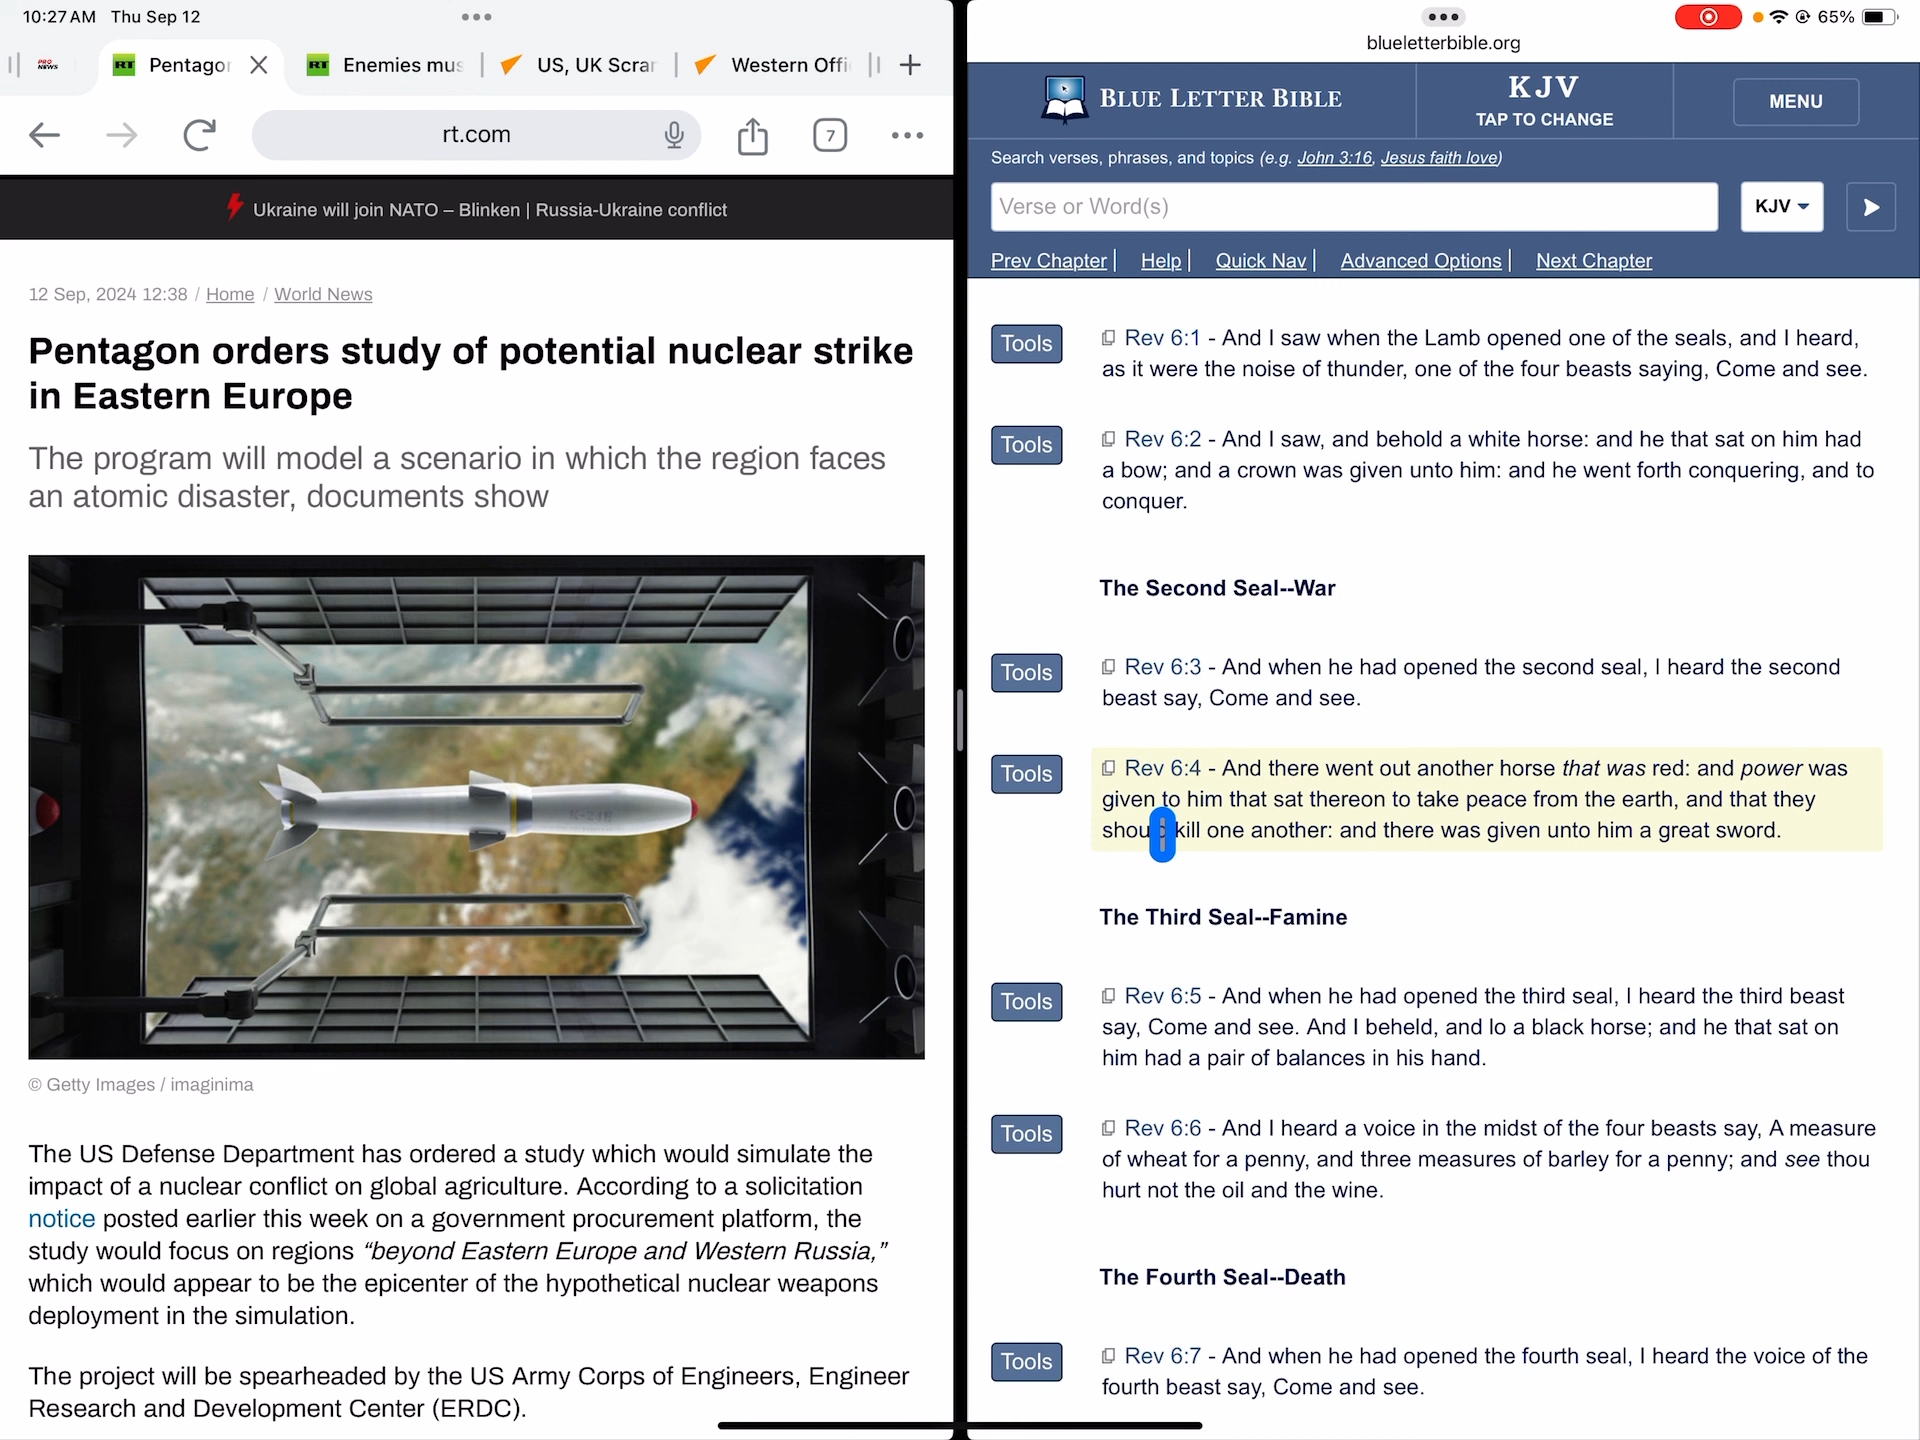 10:27 AM Thu Sep 12
65%
PRO NEWS
RT Pentagor
RT Enemies mus
US, UK Scrar
Western Offi
rt.com
7
Ukraine will join NATO – Blinken | Russia-Ukraine conflict
12 Sep, 2024 12:38 / Home / World News
Pentagon orders study of potential nuclear strike
in Eastern Europe
The program will model a scenario in which the region faces
an atomic disaster, documents show
© Getty Images / imaginima
The US Defense Department has ordered a study which would simulate the
impact of a nuclear conflict on global agriculture. According to a solicitation
notice posted earlier this week on a government procurement platform, the
study would focus on regions “beyond Eastern Europe and Western Russia,”
which would appear to be the epicenter of the hypothetical nuclear weapons
deployment in the simulation.
The project will be spearheaded by the US Army Corps of Engineers, Engineer
Research and Development Center (ERDC).
blueletterbible.org
BLUE LETTER BIBLE
KJV
TAP TO CHANGE
MENU
Search verses, phrases, and topics (e.g. John 3:16, Jesus faith love)
Verse or Word(s)
KJV
Prev Chapter | Help | Quick Nav | Advanced Options | Next Chapter
Tools
Rev 6:1 - And I saw when the Lamb opened one of the seals, and I heard,
as it were the noise of thunder, one of the four beasts saying, Come and see.
Tools
Rev 6:2 - And I saw, and behold a white horse: and he that sat on him had
a bow; and a crown was given unto him: and he went forth conquering, and to
conquer.
The Second Seal--War
Tools
Rev 6:3 - And when he had opened the second seal, I heard the second
beast say, Come and see.
Tools
Rev 6:4 - And there went out another horse that was red: and power was
given to him that sat thereon to take peace from the earth, and that they
should kill one another: and there was given unto him a great sword.
The Third Seal--Famine
Tools
Rev 6:5 - And when he had opened the third seal, I heard the third beast
say, Come and see. And I beheld, and lo a black horse; and he that sat on
him had a pair of balances in his hand.
Tools
Rev 6:6 - And I heard a voice in the midst of the four beasts say, A measure
of wheat for a penny, and three measures of barley for a penny; and see thou
hurt not the oil and the wine.
The Fourth Seal--Death
Tools
Rev 6:7 - And when he had opened the fourth seal, I heard the voice of the
fourth beast say, Come and see.